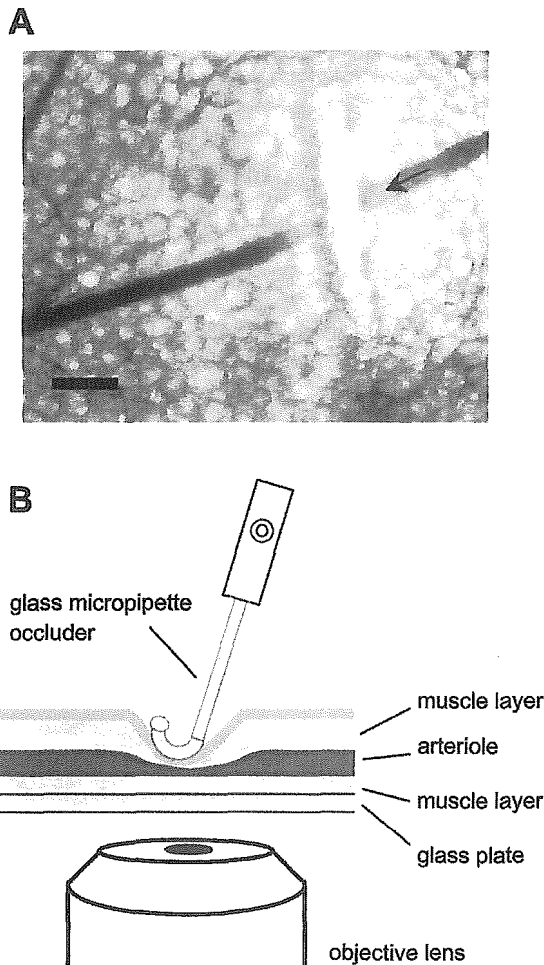 A
B
glass micropipette
occluder
muscle layer
arteriole
muscle layer
glass plate
objective lens